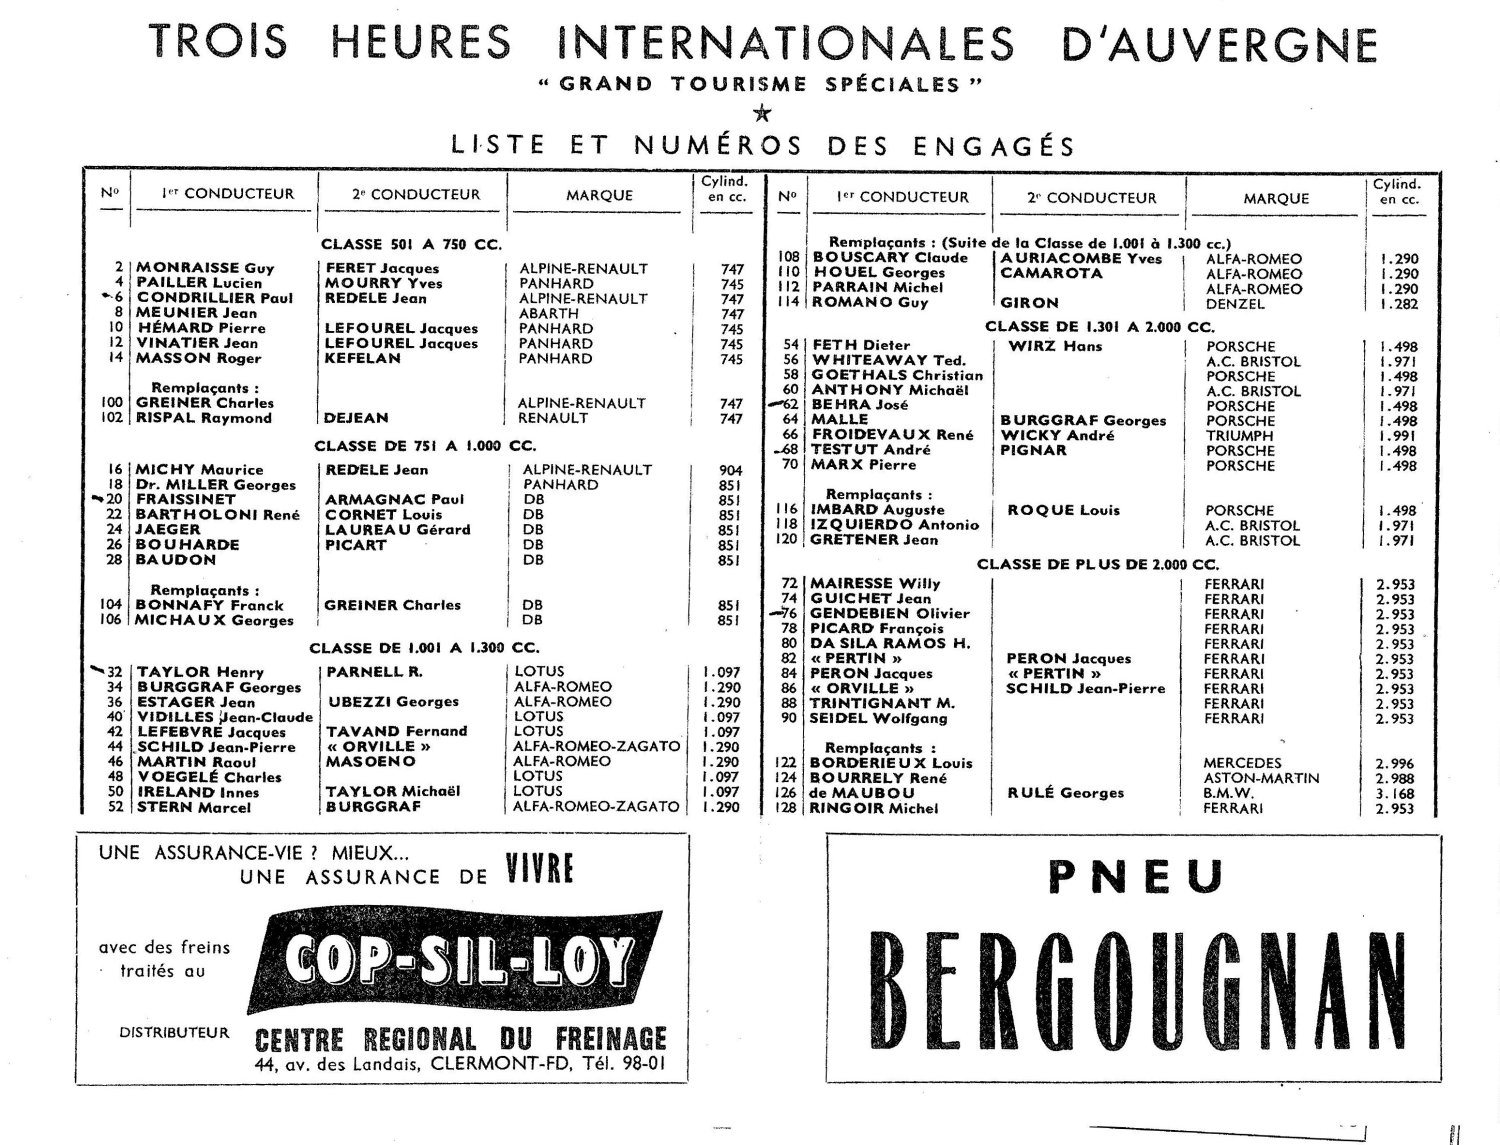 TROIS HEURES INTERNATIONALES D'AUVERGNE
“ GRAND TOURISME SPÉCIALES ”
LISTE ET NUMÉROS DES ENGAGÉS
Nº 1er CONDUCTEUR 2e CONDUCTEUR MARQUE Cylind. en cc.
CLASSE 501 A 750 CC.
2 MONRAISSE Guy FERET Jacques ALPINE-RENAULT 747
4 PAILLER Lucien MOURRY Yves PANHARD 745
6 CONDRILLIER Paul REDELE Jean ALPINE-RENAULT 747
8 MEUNIER Jean ABARTH 747
10 HÉMARD Pierre LEFOUREL Jacques PANHARD 745
12 VINATIER Jean LEFOUREL Jacques PANHARD 745
14 MASSON Roger KEFELAN PANHARD 745
Remplaçants :
100 GREINER Charles ALPINE-RENAULT 747
102 RISPAL Raymond DEJEAN RENAULT 747
CLASSE DE 751 A 1.000 CC.
16 MICHY Maurice REDELE Jean ALPINE-RENAULT 904
18 Dr. MILLER Georges PANHARD 851
20 FRAISSINET ARMAGNAC Paul DB 851
22 BARTHOLONI René CORNET Louis DB 851
24 JAEGER LAUREAU Gérard DB 851
26 BOUHARDE PICART DB 851
28 BAUDON DB 851
Remplaçants :
104 BONNAFY Franck GREINER Charles DB 851
106 MICHAUX Georges DB 851
CLASSE DE 1.001 A 1.300 CC.
32 TAYLOR Henry PARNELL R. LOTUS 1.097
34 BURGGRAF Georges ALFA-ROMEO 1.290
36 ESTAGER Jean UBEZZI Georges ALFA-ROMEO 1.290
40 VIDILLES Jean-Claude LOTUS 1.097
42 LEFEBVRE Jacques TAVAND Fernand LOTUS 1.097
44 SCHILD Jean-Pierre « ORVILLE » ALFA-ROMEO-ZAGATO 1.290
46 MARTIN Raoul MASOENO ALFA-ROMEO 1.290
48 VOEGELÉ Charles LOTUS 1.097
50 IRELAND Innes TAYLOR Michaël LOTUS 1.097
52 STERN Marcel BURGGRAF ALFA-ROMEO-ZAGATO 1.290
Nº 1er CONDUCTEUR 2e CONDUCTEUR MARQUE Cylind. en cc.
Remplaçants : (Suite de la Classe de 1.001 à 1.300 cc.)
108 BOUSCARY Claude AURIACOMBE Yves ALFA-ROMEO 1.290
110 HOUEL Georges CAMAROTA ALFA-ROMEO 1.290
112 PARRAIN Michel ALFA-ROMEO 1.290
114 ROMANO Guy GIRON DENZEL 1.282
CLASSE DE 1.301 A 2.000 CC.
54 FETH Dieter WIRZ Hans PORSCHE 1.498
56 WHITEAWAY Ted. A.C. BRISTOL 1.971
58 GOETHALS Christian PORSCHE 1.498
60 ANTHONY Michaël A.C. BRISTOL 1.971
62 BEHRA José PORSCHE 1.498
64 MALLE BURGGRAF Georges PORSCHE 1.498
66 FROIDEVAUX René WICKY André TRIUMPH 1.991
68 TESTUT André PIGNAR PORSCHE 1.498
70 MARX Pierre PORSCHE 1.498
Remplaçants :
116 IMBARD Auguste ROQUE Louis PORSCHE 1.498
118 IZQUIERDO Antonio A.C. BRISTOL 1.971
120 GRETENER Jean A.C. BRISTOL 1.971
CLASSE DE PLUS DE 2.000 CC.
72 MAIRESSE Willy FERRARI 2.953
74 GUICHET Jean FERRARI 2.953
76 GENDEBIEN Olivier FERRARI 2.953
78 PICARD François FERRARI 2.953
80 DA SILA RAMOS H. FERRARI 2.953
82 « PERTIN » PERON Jacques FERRARI 2.953
84 PERON Jacques « PERTIN » FERRARI 2.953
86 « ORVILLE » SCHILD Jean-Pierre FERRARI 2.953
88 TRINTIGNANT M. FERRARI 2.953
90 SEIDEL Wolfgang FERRARI 2.953
Remplaçants :
122 BORDERIEUX Louis MERCEDES 2.996
124 BOURRELY René ASTON-MARTIN 2.988
126 de MAUBOU RULÉ Georges B.M.W. 3.168
128 RINGOIR Michel FERRARI 2.953
UNE ASSURANCE-VIE ? MIEUX...
UNE ASSURANCE DE VIVRE
avec des freins
traités au
COP-SIL-LOY
DISTRIBUTEUR CENTRE REGIONAL DU FREINAGE
44, av. des Landais, CLERMONT-FD, Tél. 98-01
PNEU
BERGOUGNAN